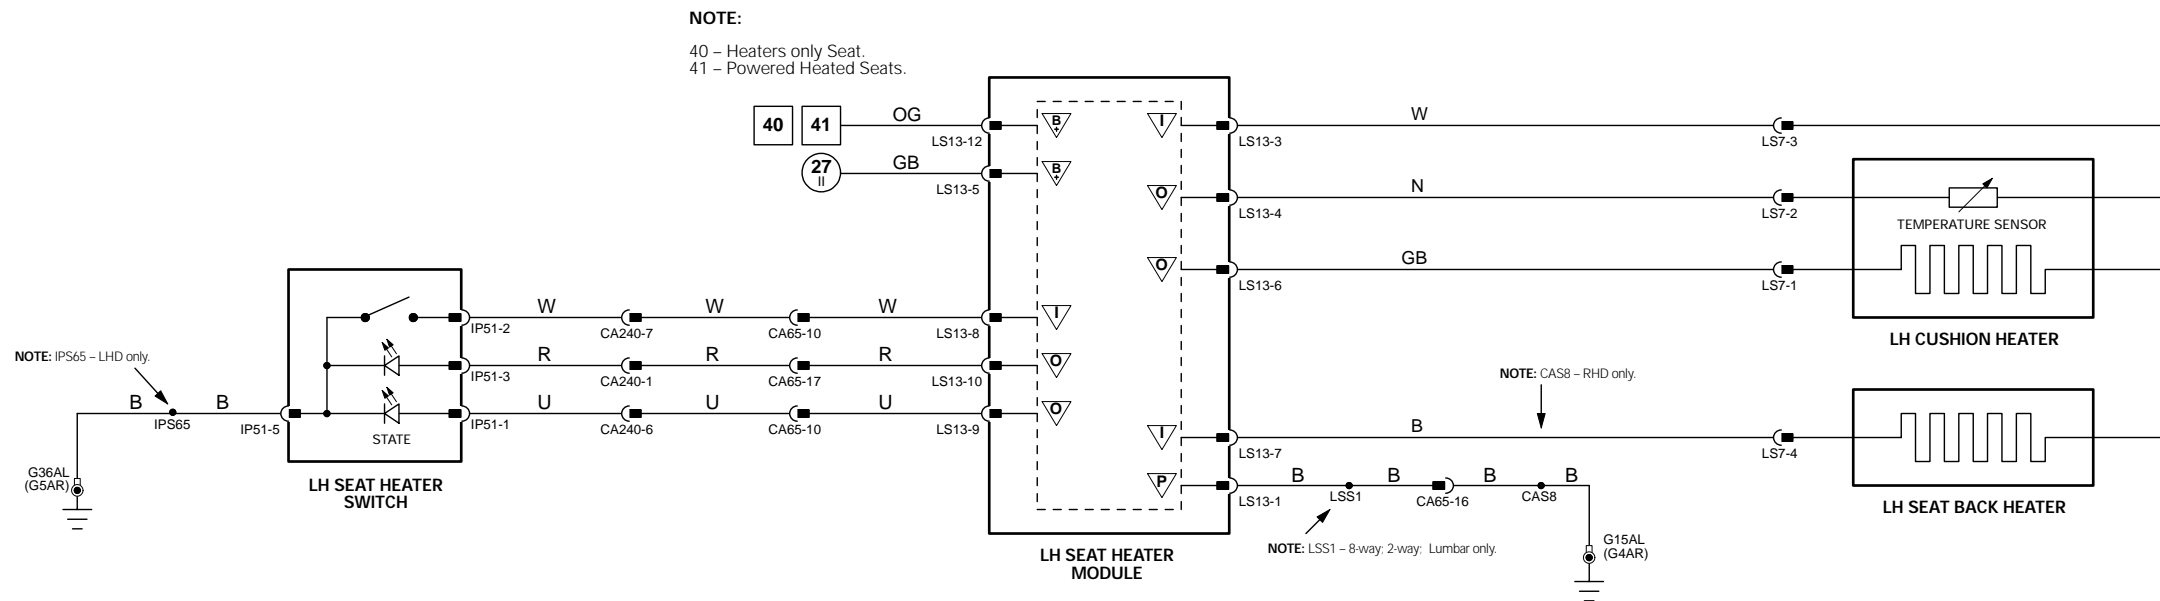 NOTE:
40 – Heaters only Seat.
41 – Powered Heated Seats.
40 41 OG LS13-12 B+
27 II GB LS13-5 B+
I LS13-3 W LS7-3
O LS13-4 N LS7-2
TEMPERATURE SENSOR
O LS13-6 GB LS7-1
LH CUSHION HEATER
IP51-2 W CA240-7 W CA65-10 W LS13-8 I
NOTE: IPS65 – LHD only.
IP51-3 R CA240-1 R CA65-17 R LS13-10 O
B IPS65 B IP51-5
STATE
IP51-1 U CA240-6 U CA65-10 U LS13-9 O
G36AL
(G5AR)
LH SEAT HEATER
SWITCH
NOTE: CAS8 – RHD only.
I LS13-7 B LS7-4
P LS13-1 B LSS1 B CA65-16 B CAS8 B
LH SEAT BACK HEATER
NOTE: LSS1 – 8-way; 2-way; Lumbar only.
G15AL
(G4AR)
LH SEAT HEATER
MODULE